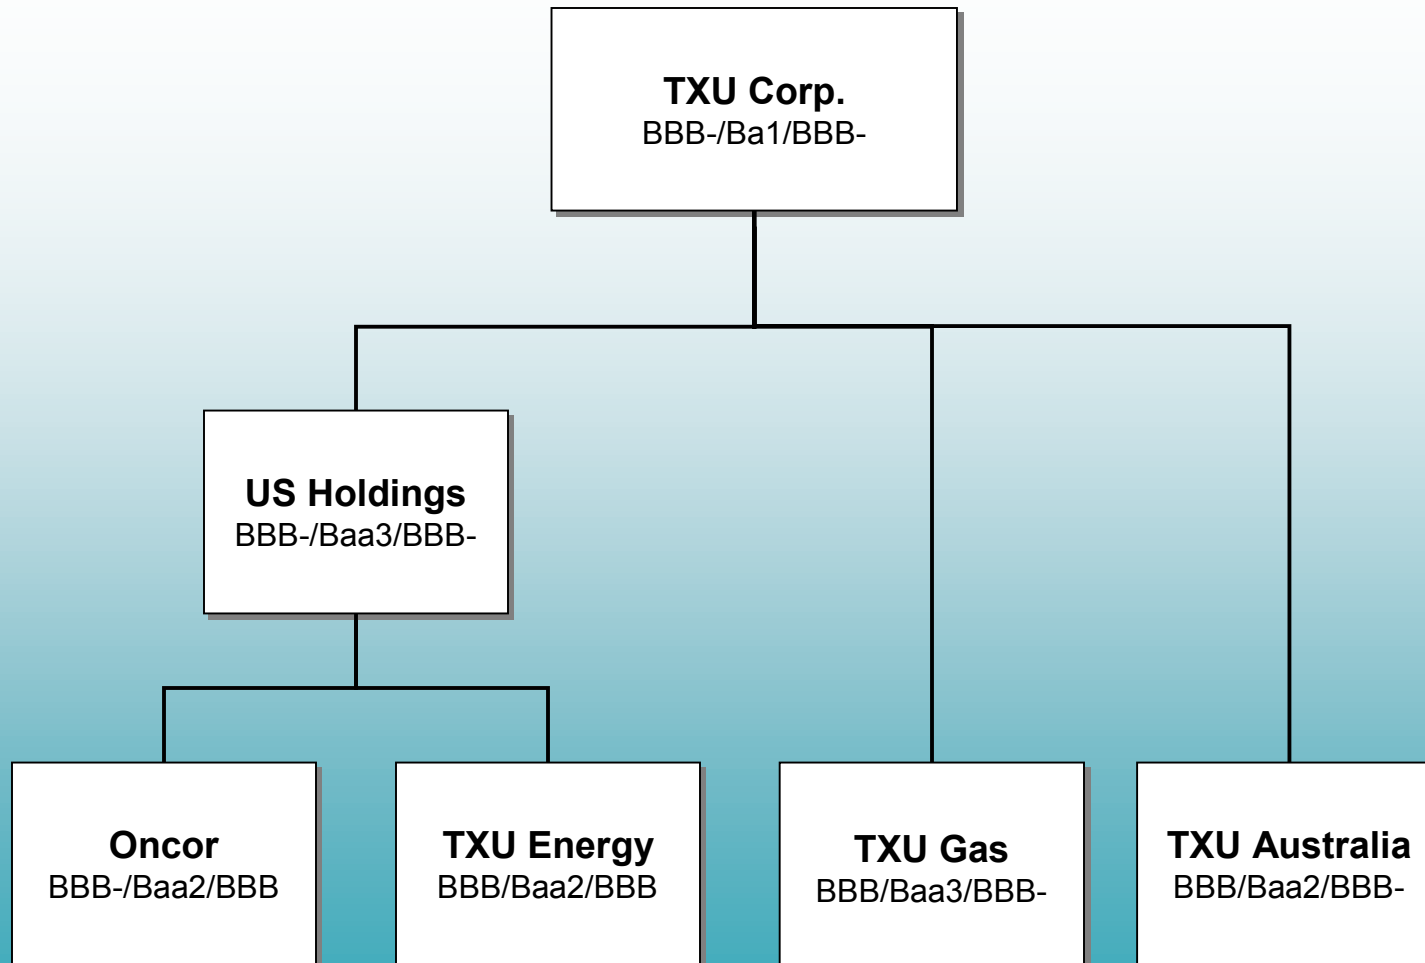 TXU Corp.
BBB-/Ba1/BBB-
US Holdings
BBB-/Baa3/BBB-
Oncor
BBB-/Baa2/BBB
TXU Energy
BBB/Baa2/BBB
TXU Gas
BBB/Baa3/BBB-
TXU Australia
BBB/Baa2/BBB-